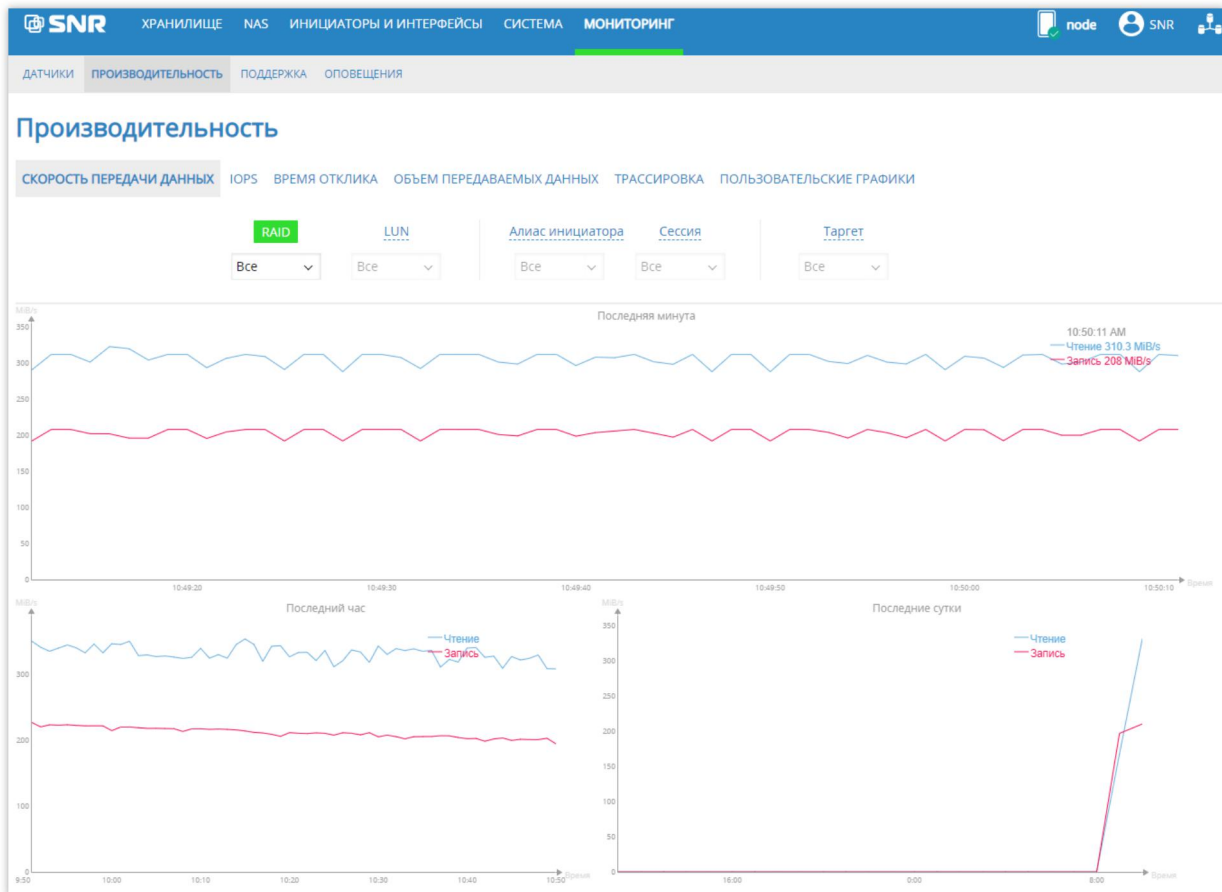 SNR ХРАНИЛИЩЕ NAS ИНИЦИАТОРЫ И ИНТЕРФЕЙСЫ СИСТЕМА МОНИТОРИНГ node SNR
ДАТЧИКИ ПРОИЗВОДИТЕЛЬНОСТЬ ПОДДЕРЖКА ОПОВЕЩЕНИЯ
Производительность
СКОРОСТЬ ПЕРЕДАЧИ ДАННЫХ IOPS ВРЕМЯ ОТКЛИКА ОБЪЕМ ПЕРЕДАВАЕМЫХ ДАННЫХ ТРАССИРОВКА ПОЛЬЗОВАТЕЛЬСКИЕ ГРАФИКИ
RAID LUN Алиас инициатора Сессия Таргет
Все Все Все Все Все
MiB/s
Последняя минута
350
10:50:11 AM
Чтение 310.3 MiB/s
300
Запись 208 MiB/s
250
200
150
100
50
0
10:49:20 10:49:30 10:49:40 10:49:50 10:50:00 10:50:10 Время
MiB/s
Последний час
Чтение
Запись
300
200
100
0
9:50 10:00 10:10 10:20 10:30 10:40 10:50 Время
MiB/s
Последние сутки
350
Чтение
Запись
300
250
200
150
100
50
0
16:00 0:00 8:00 Время